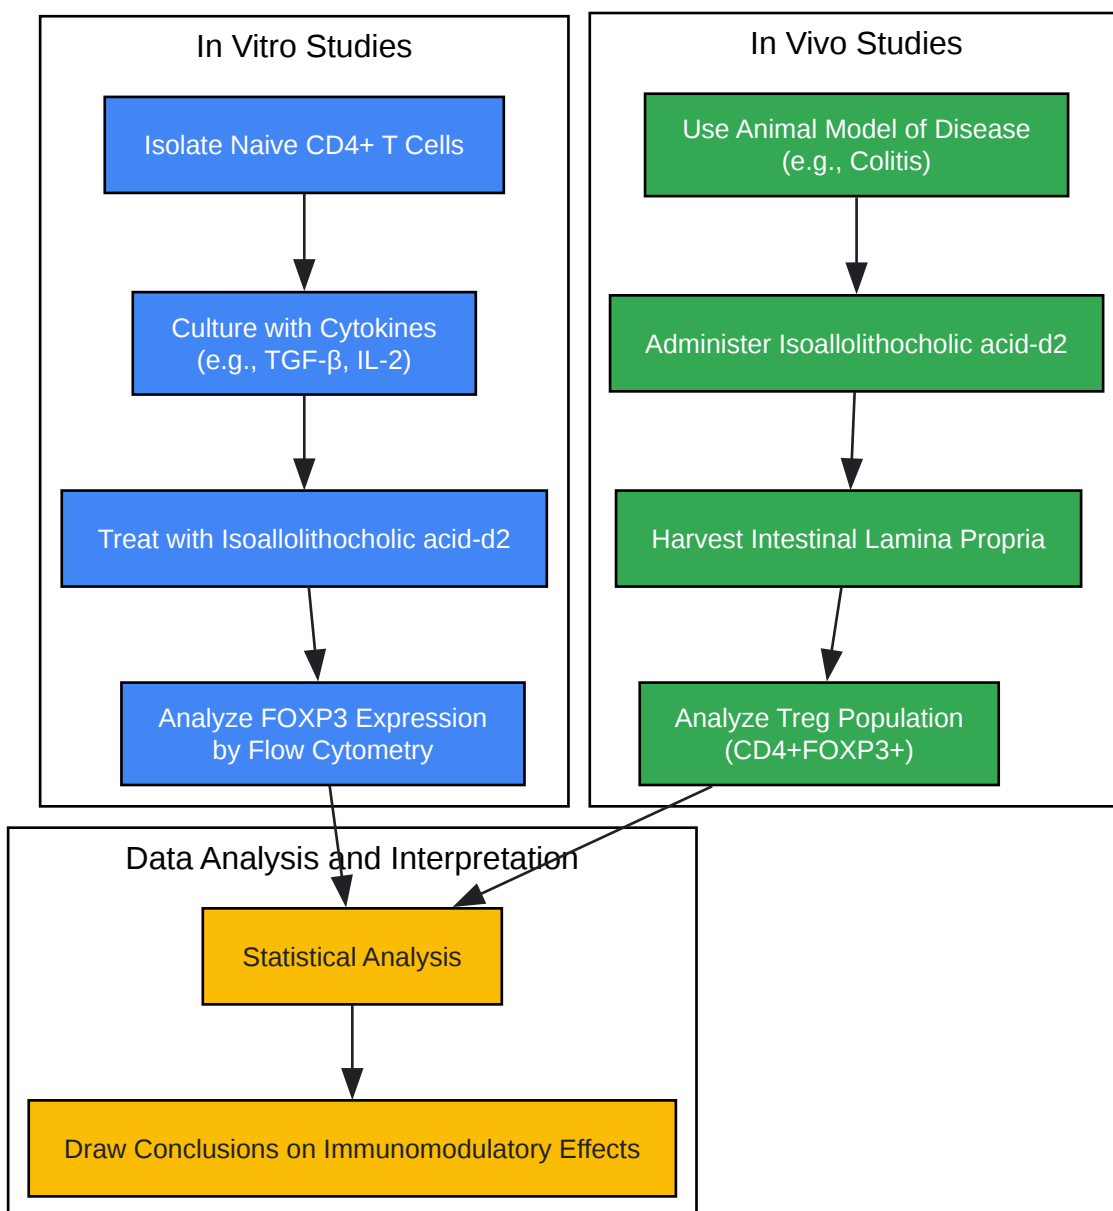 In Vitro Studies
Isolate Naive CD4+ T Cells
Culture with Cytokines
(e.g., TGF-β, IL-2)
Treat with Isoallolithocholic acid-d2
Analyze FOXP3 Expression
by Flow Cytometry
In Vivo Studies
Use Animal Model of Disease
(e.g., Colitis)
Administer Isoallolithocholic acid-d2
Harvest Intestinal Lamina Propria
Analyze Treg Population
(CD4+FOXP3+)
Data Analysis and Interpretation
Statistical Analysis
Draw Conclusions on Immunomodulatory Effects